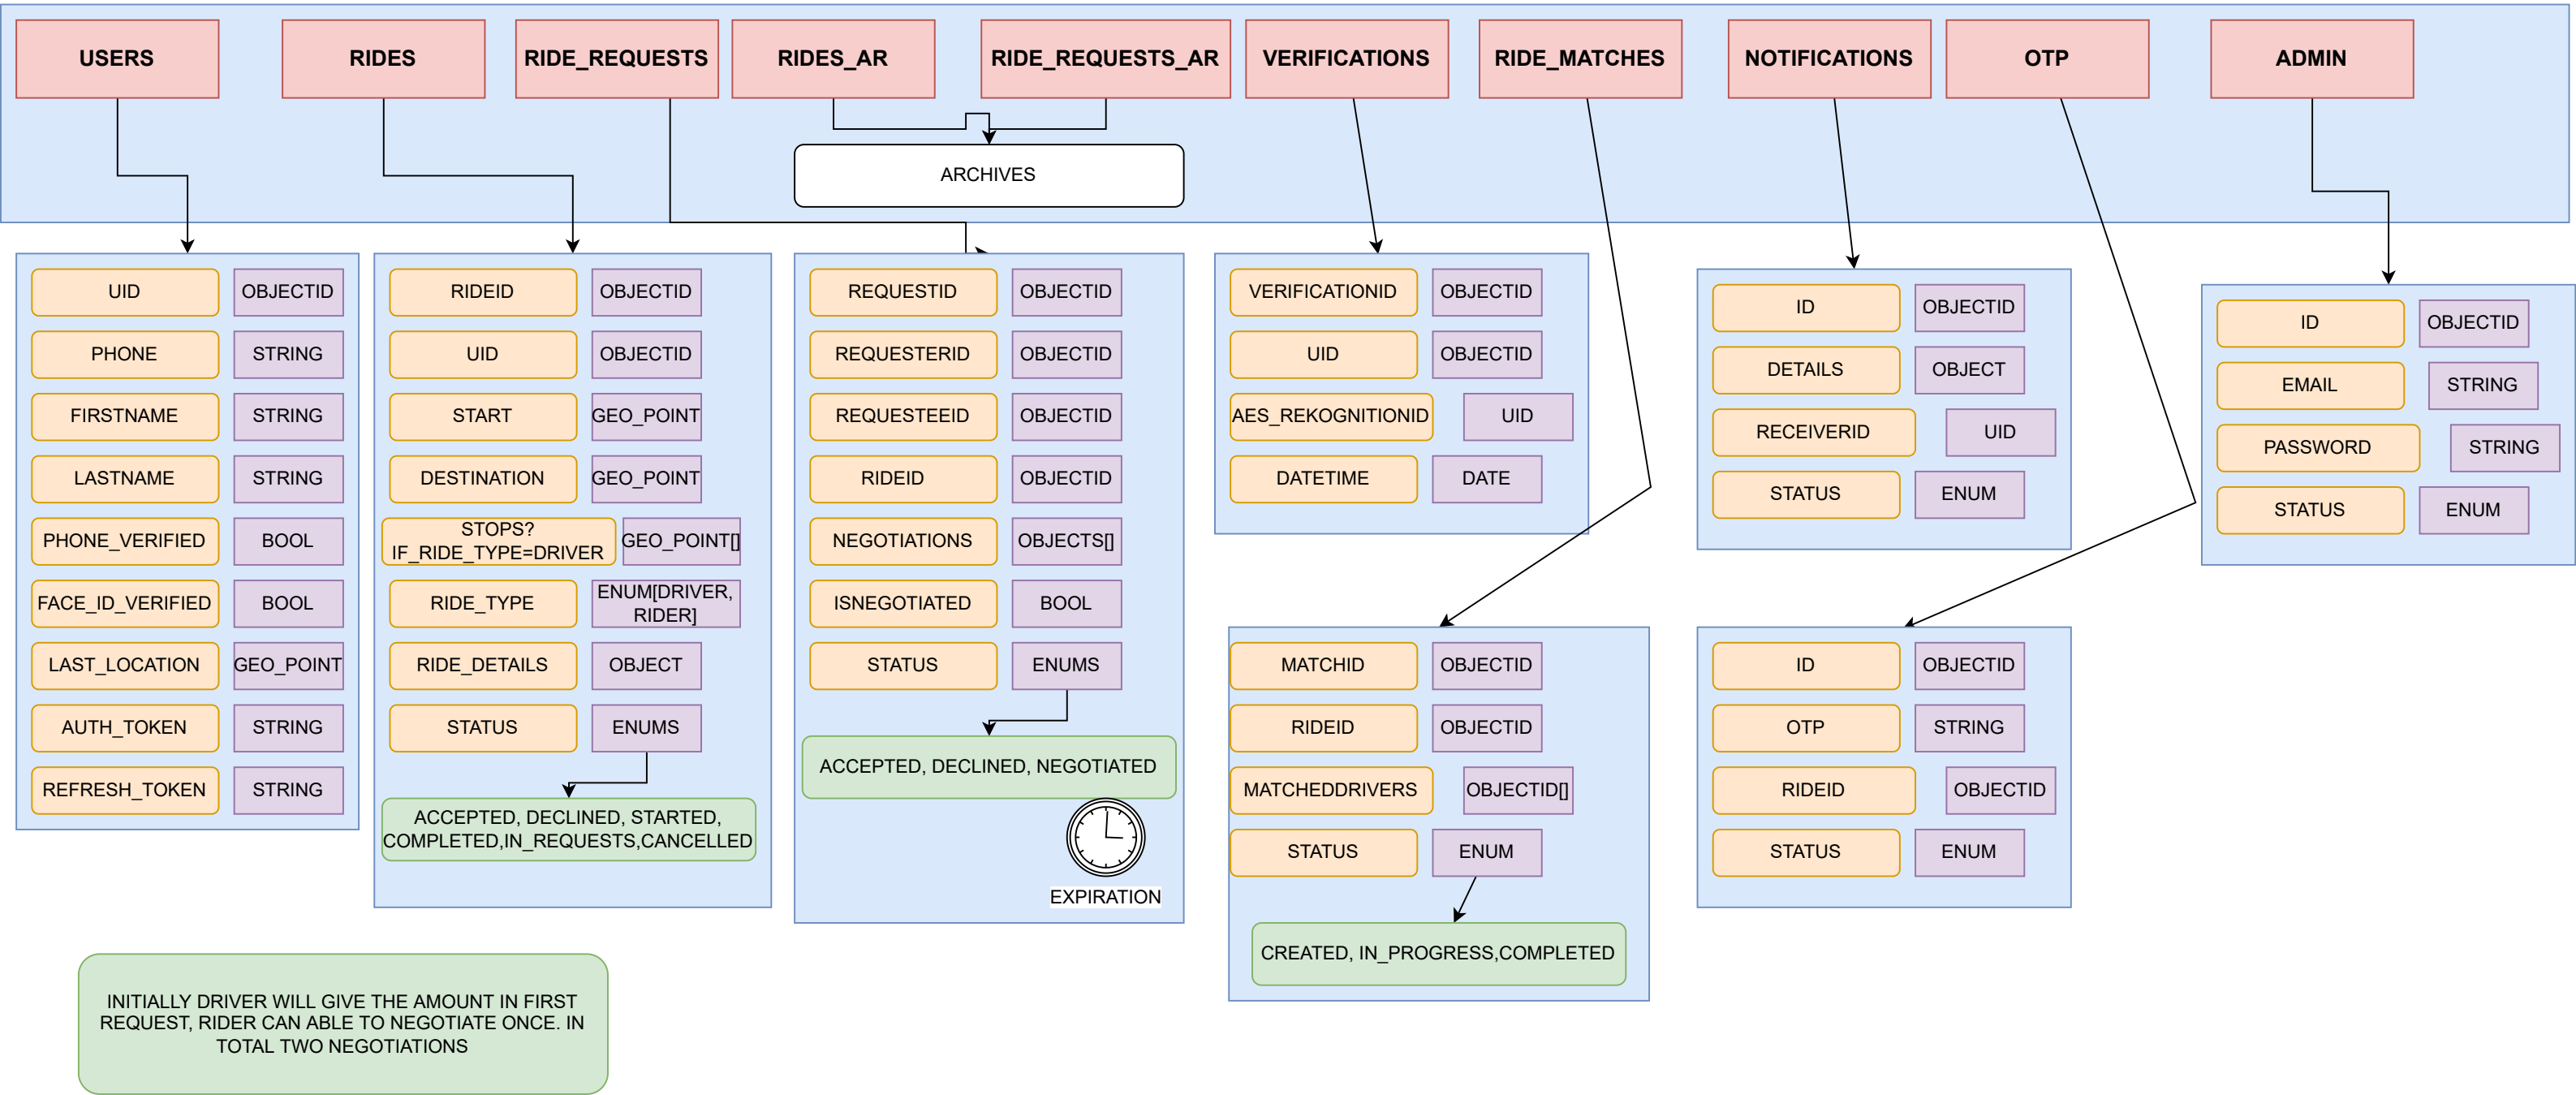 USERS
RIDES
RIDE_REQUESTS
RIDES_AR
RIDE_REQUESTS_AR
VERIFICATIONS
RIDE_MATCHES
NOTIFICATIONS
OTP
ADMIN
ARCHIVES
UID OBJECTID
PHONE STRING
FIRSTNAME STRING
LASTNAME STRING
PHONE_VERIFIED BOOL
FACE_ID_VERIFIED BOOL
LAST_LOCATION GEO_POINT
AUTH_TOKEN STRING
REFRESH_TOKEN STRING
RIDEID OBJECTID
UID OBJECTID
START GEO_POINT
DESTINATION GEO_POINT
STOPS?
IF_RIDE_TYPE=DRIVER
GEO_POINT[]
RIDE_TYPE
ENUM[DRIVER,
RIDER]
RIDE_DETAILS OBJECT
STATUS ENUMS
ACCEPTED, DECLINED, STARTED,
COMPLETED,IN_REQUESTS,CANCELLED
REQUESTID OBJECTID
REQUESTERID OBJECTID
REQUESTEEID OBJECTID
RIDEID OBJECTID
NEGOTIATIONS OBJECTS[]
ISNEGOTIATED BOOL
STATUS ENUMS
ACCEPTED, DECLINED, NEGOTIATED
EXPIRATION
VERIFICATIONID OBJECTID
UID OBJECTID
AES_REKOGNITIONID UID
DATETIME DATE
MATCHID OBJECTID
RIDEID OBJECTID
MATCHEDDRIVERS OBJECTID[]
STATUS ENUM
CREATED, IN_PROGRESS,COMPLETED
ID OBJECTID
DETAILS OBJECT
RECEIVERID UID
STATUS ENUM
ID OBJECTID
OTP STRING
RIDEID OBJECTID
STATUS ENUM
ID OBJECTID
EMAIL STRING
PASSWORD STRING
STATUS ENUM
INITIALLY DRIVER WILL GIVE THE AMOUNT IN FIRST
REQUEST, RIDER CAN ABLE TO NEGOTIATE ONCE. IN
TOTAL TWO NEGOTIATIONS